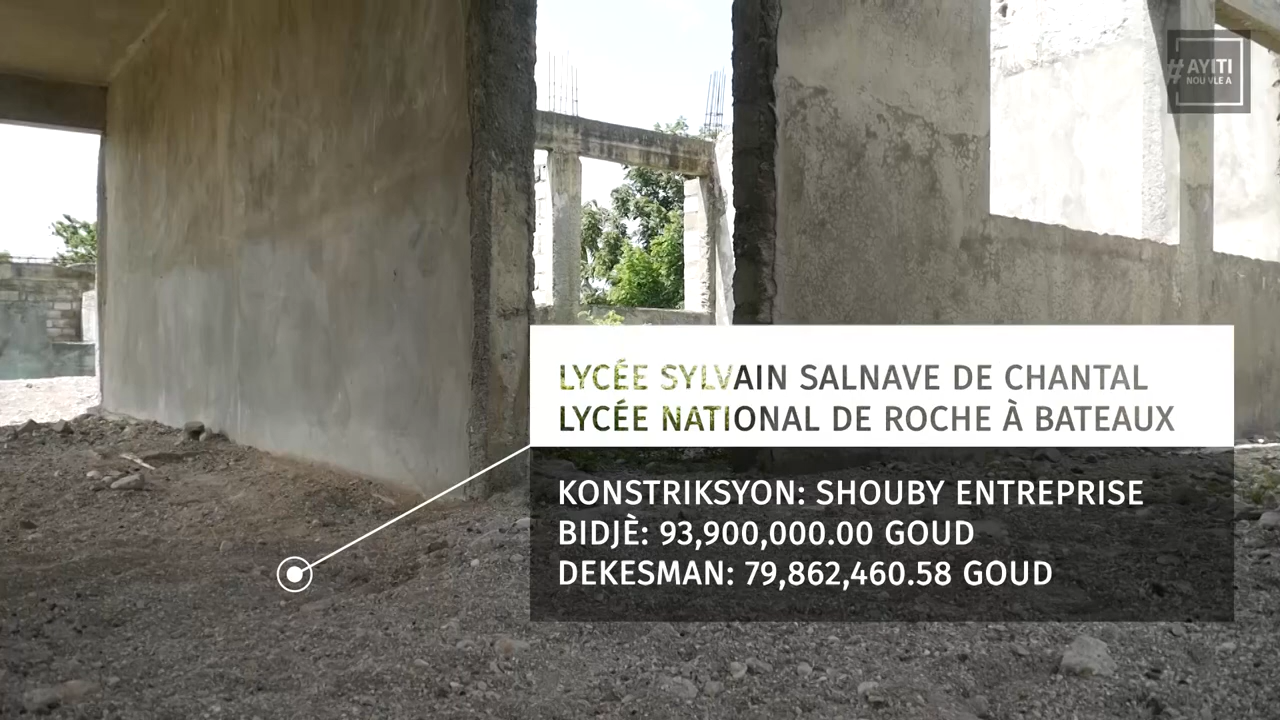 #AYITI
NOU VLE A
LYCÉE SYLVAIN SALNAVE DE CHANTAL
LYCÉE NATIONAL DE ROCHE À BATEAUX
KONSTRIKSYON: SHOUBY ENTREPRISE
BIDJÈ: 93,900,000.00 GOUD
DEKESMAN: 79,862,460.58 GOUD